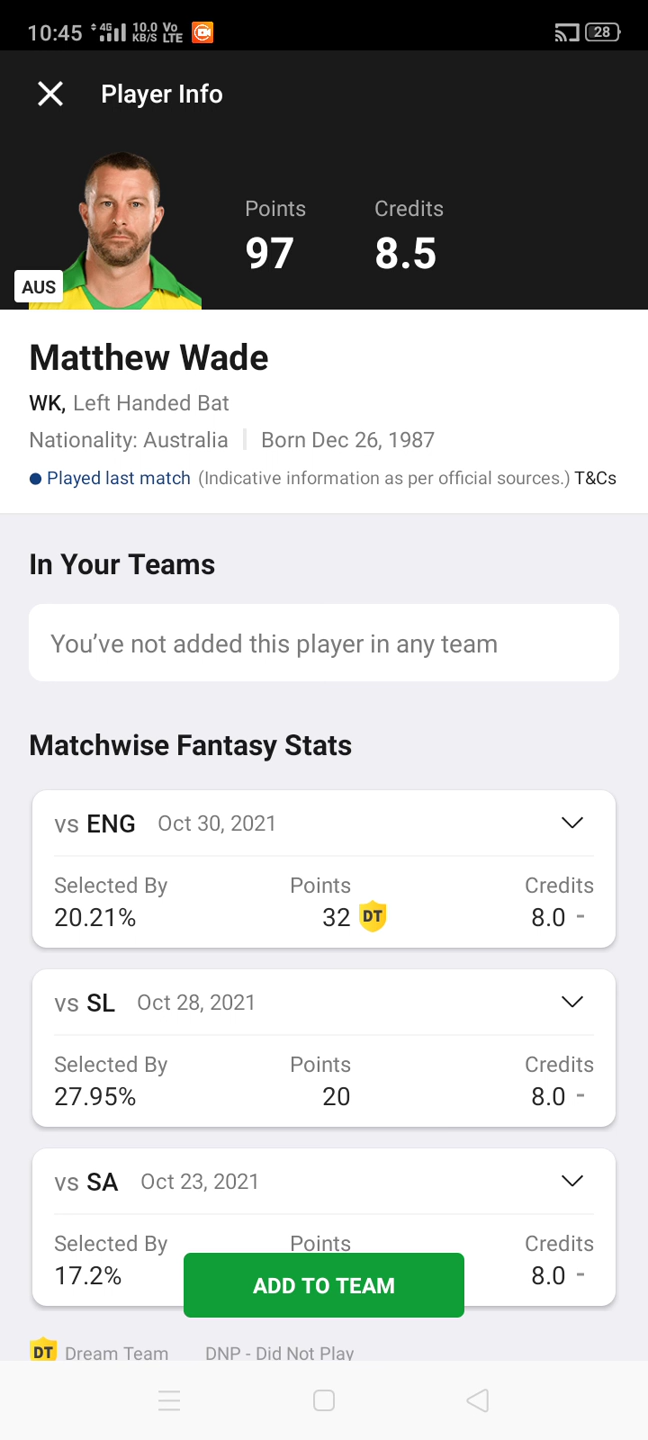 10:45 4G 10.0 KB/S Vo LTE 28
Player Info
Points Credits
97 8.5
AUS
Matthew Wade
WK, Left Handed Bat
Nationality: Australia Born Dec 26, 1987
Played last match (Indicative information as per official sources.) T&Cs
In Your Teams
You’ve not added this player in any team
Matchwise Fantasy Stats
vs ENG Oct 30, 2021
Selected By Points Credits
20.21% 32 DT 8.0 -
vs SL Oct 28, 2021
Selected By Points Credits
27.95% 20 8.0 -
vs SA Oct 23, 2021
Selected By Points Credits
17.2% 8.0 -
ADD TO TEAM
DT Dream Team DNP - Did Not Play